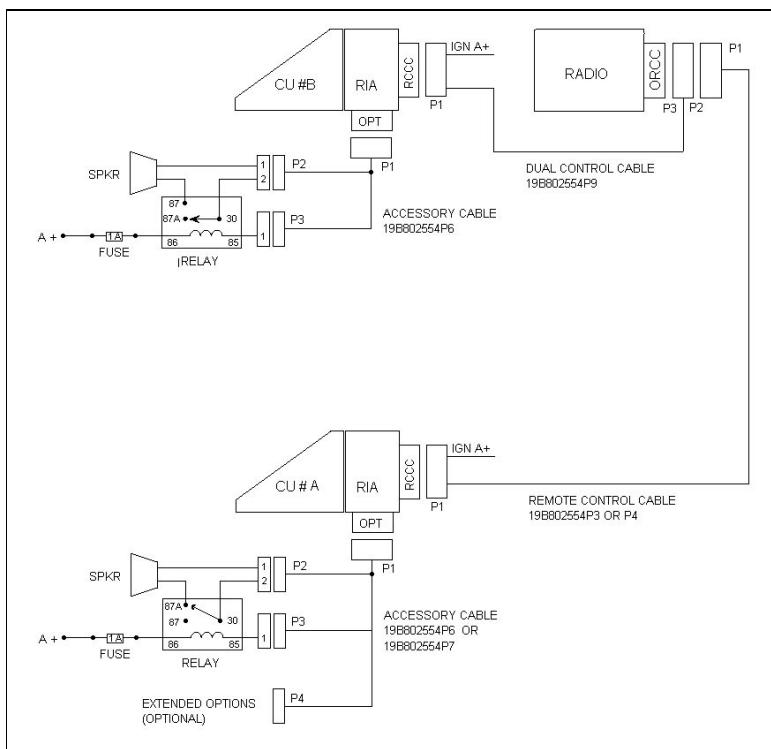 IGN A+
P1
CU #B
RIA
RCCC
RADIO
ORCC
P1
P3
P2
OPT
P1
DUAL CONTROL CABLE
19B802554P9
SPKR
1
2
P2
87
87A
30
P3
ACCESSORY CABLE
19B802554P6
A +
1A
86
85
1
FUSE
RELAY
IGN A+
CU # A
RIA
RCCC
P1
REMOTE CONTROL CABLE
19B802554P3 OR P4
OPT
P1
SPKR
1
2
P2
87A
87
30
P3
ACCESSORY CABLE
19B802554P6 OR
19B802554P7
A +
1A
86
85
1
FUSE
RELAY
EXTENDED OPTIONS
(OPTIONAL)
P4